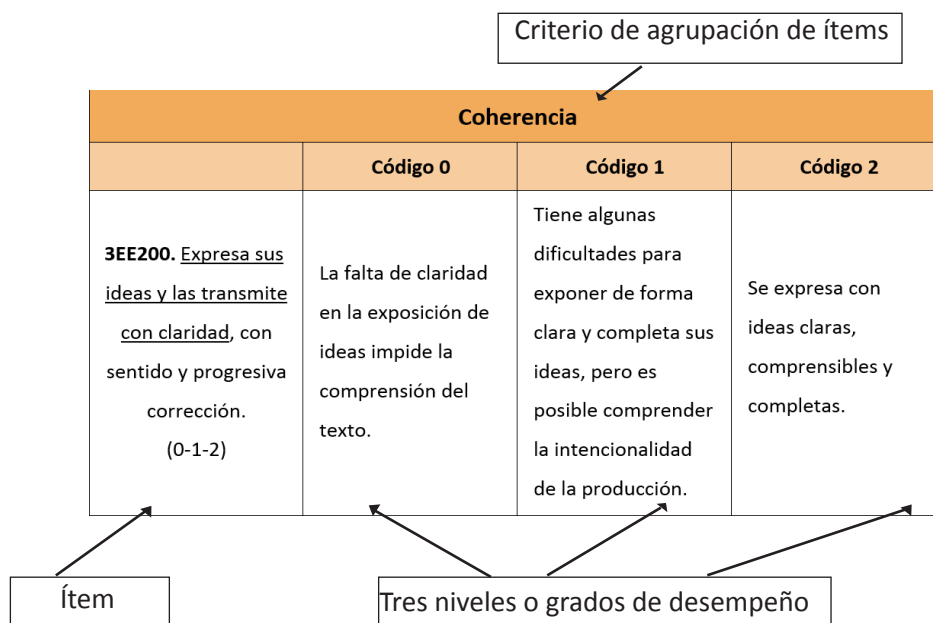 Criterio de agrupación de ítems
Coherencia
Código 0
Código 1
Código 2
3EE200. Expresa sus
ideas y las transmite
con claridad, con
sentido y progresiva
corrección.
(0-1-2)
La falta de claridad
en la exposición de
ideas impide la
comprensión del
texto.
Tiene algunas
dificultades para
exponer de forma
clara y completa sus
ideas, pero es
posible comprender
la intencionalidad
de la producción.
Se expresa con
ideas claras,
comprensibles y
completas.
Ítem
Tres niveles o grados de desempeño